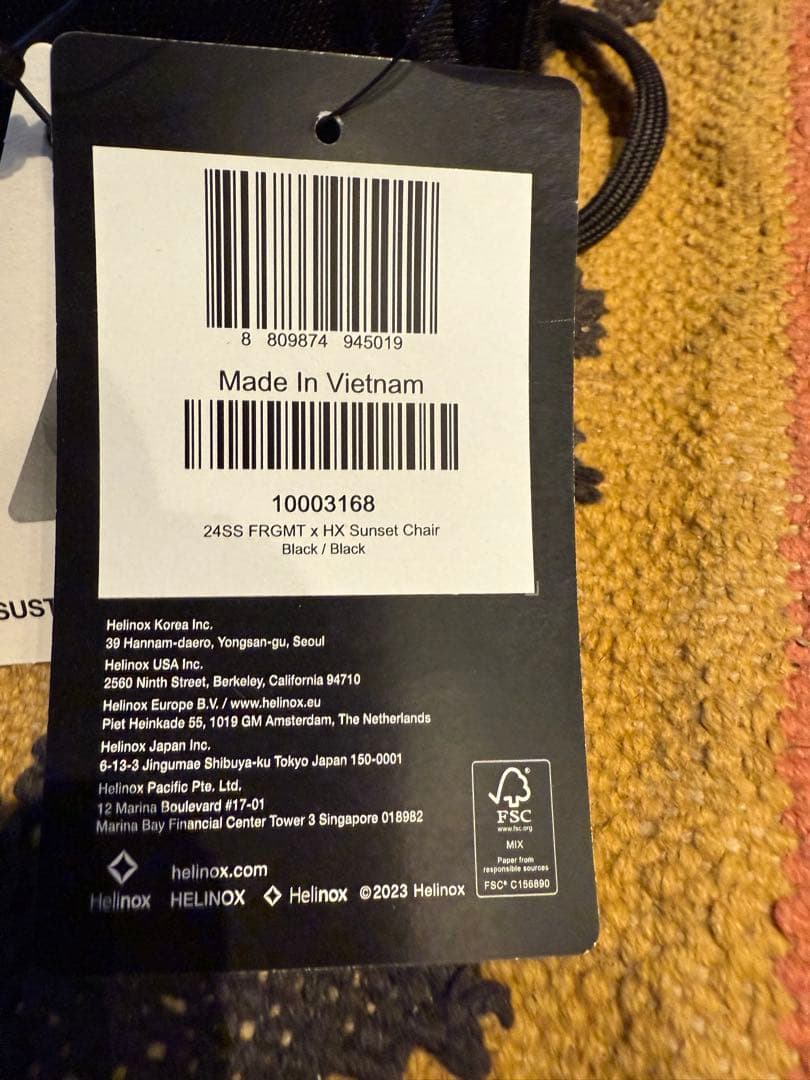 8 809874 945019
Made In Vietnam
10003168
24SS FRGMT x HX Sunset Chair
Black / Black
SUST
Helinox Korea Inc.
39 Hannam-daero, Yongsan-gu, Seoul
Helinox USA Inc.
2560 Ninth Street, Berkeley, California 94710
Helinox Europe B.V. / www.helinox.eu
Piet Heinkade 55, 1019 GM Amsterdam, The Netherlands
Helinox Japan Inc.
6-13-3 Jingumae Shibuya-ku Tokyo Japan 150-0001
Helinox Pacific Pte. Ltd.
12 Marina Boulevard #17-01
Marina Bay Financial Center Tower 3 Singapore 018982
helinox.com
Helinox HELINOX Helinox ©2023 Helinox
®
FSC
www.fsc.org
MIX
Paper from
responsible sources
FSC® C156890